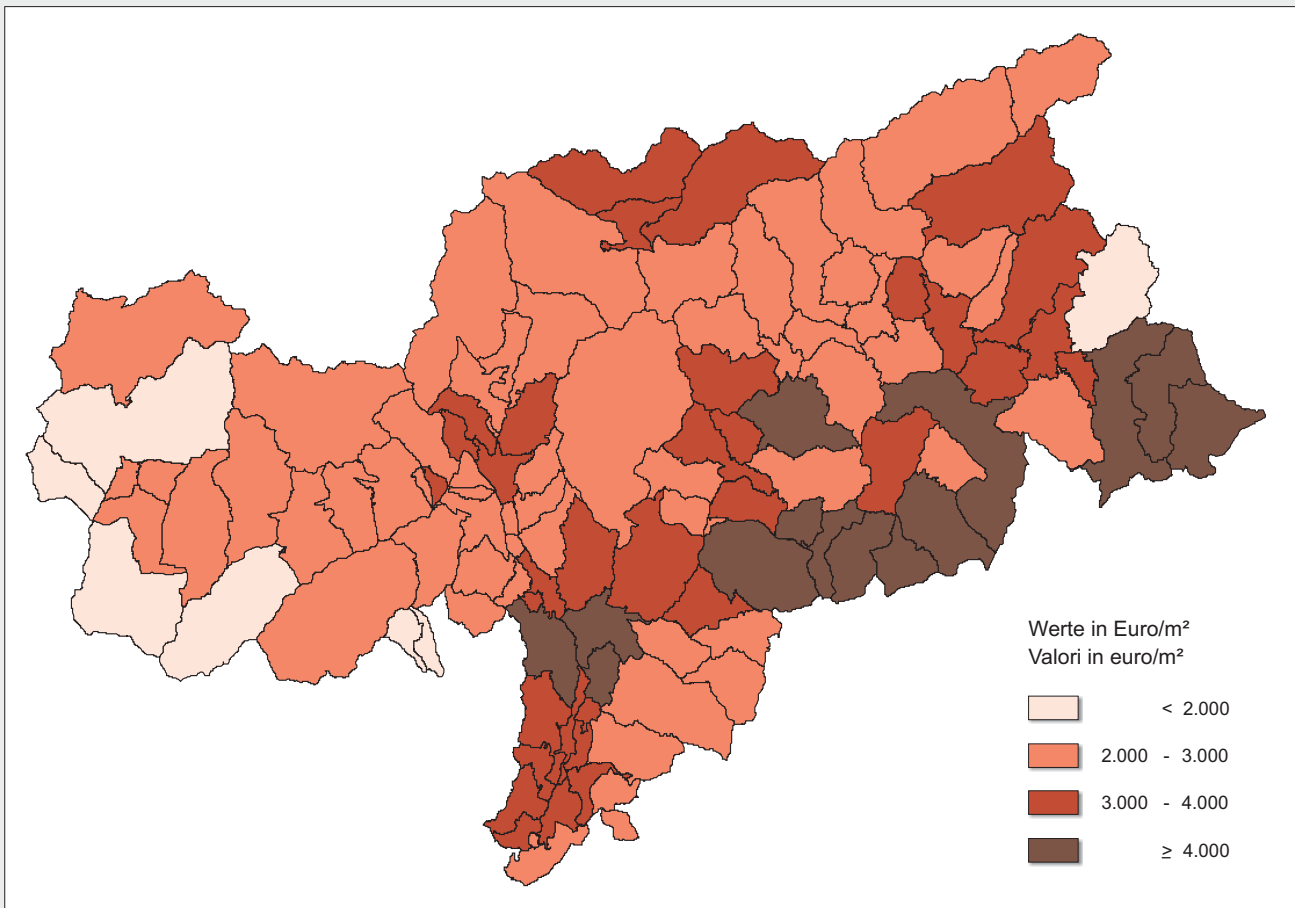 Werte in Euro/m²
Valori in euro/m²
< 2.000
2.000 - 3.000
3.000 - 4.000
≥ 4.000